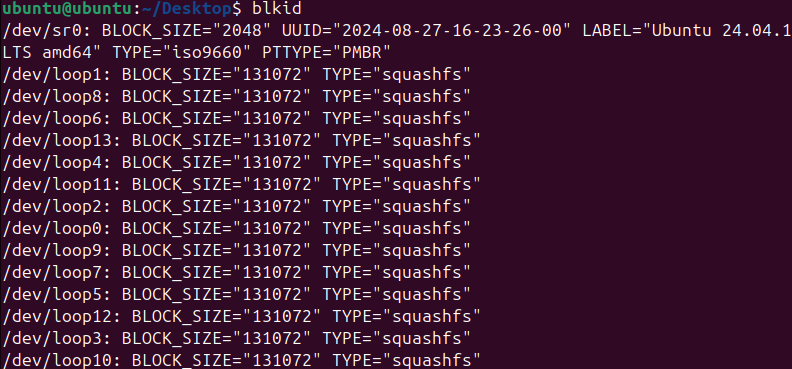 ubuntu@ubuntu:~/Desktop$ blkid
/dev/sr0: BLOCK_SIZE="2048" UUID="2024-08-27-16-23-26-00" LABEL="Ubuntu 24.04.1
LTS amd64" TYPE="iso9660" PTTYPE="PMBR"
/dev/loop1: BLOCK_SIZE="131072" TYPE="squashfs"
/dev/loop8: BLOCK_SIZE="131072" TYPE="squashfs"
/dev/loop6: BLOCK_SIZE="131072" TYPE="squashfs"
/dev/loop13: BLOCK_SIZE="131072" TYPE="squashfs"
/dev/loop4: BLOCK_SIZE="131072" TYPE="squashfs"
/dev/loop11: BLOCK_SIZE="131072" TYPE="squashfs"
/dev/loop2: BLOCK_SIZE="131072" TYPE="squashfs"
/dev/loop0: BLOCK_SIZE="131072" TYPE="squashfs"
/dev/loop9: BLOCK_SIZE="131072" TYPE="squashfs"
/dev/loop7: BLOCK_SIZE="131072" TYPE="squashfs"
/dev/loop5: BLOCK_SIZE="131072" TYPE="squashfs"
/dev/loop12: BLOCK_SIZE="131072" TYPE="squashfs"
/dev/loop3: BLOCK_SIZE="131072" TYPE="squashfs"
/dev/loop10: BLOCK_SIZE="131072" TYPE="squashfs"